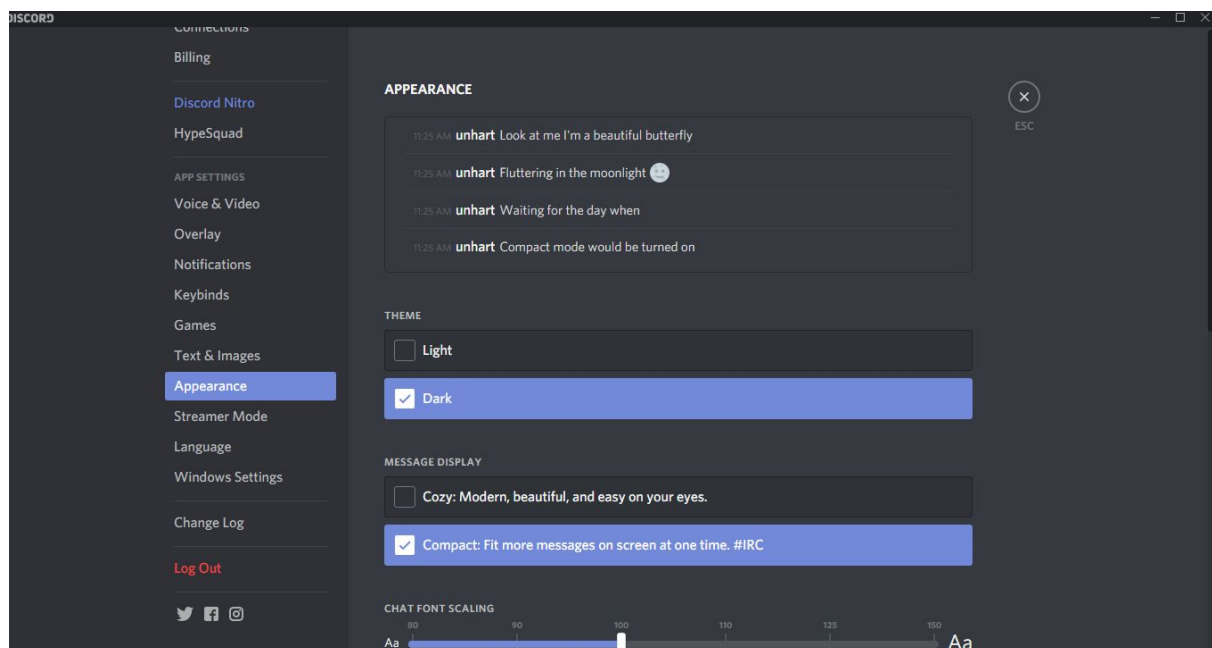 DISCORD
Connections
Billing
Discord Nitro
HypeSquad
APP SETTINGS
Voice & Video
Overlay
Notifications
Keybinds
Games
Text & Images
Appearance
Streamer Mode
Language
Windows Settings
Change Log
Log Out
APPEARANCE
11:25 AM unhart Look at me I'm a beautiful butterfly
11:25 AM unhart Fluttering in the moonlight
11:25 AM unhart Waiting for the day when
11:25 AM unhart Compact mode would be turned on
THEME
Light
Dark
MESSAGE DISPLAY
Cozy: Modern, beautiful, and easy on your eyes.
Compact: Fit more messages on screen at one time. #IRC
CHAT FONT SCALING
80 90 100 110 125 150
Aa Aa
ESC